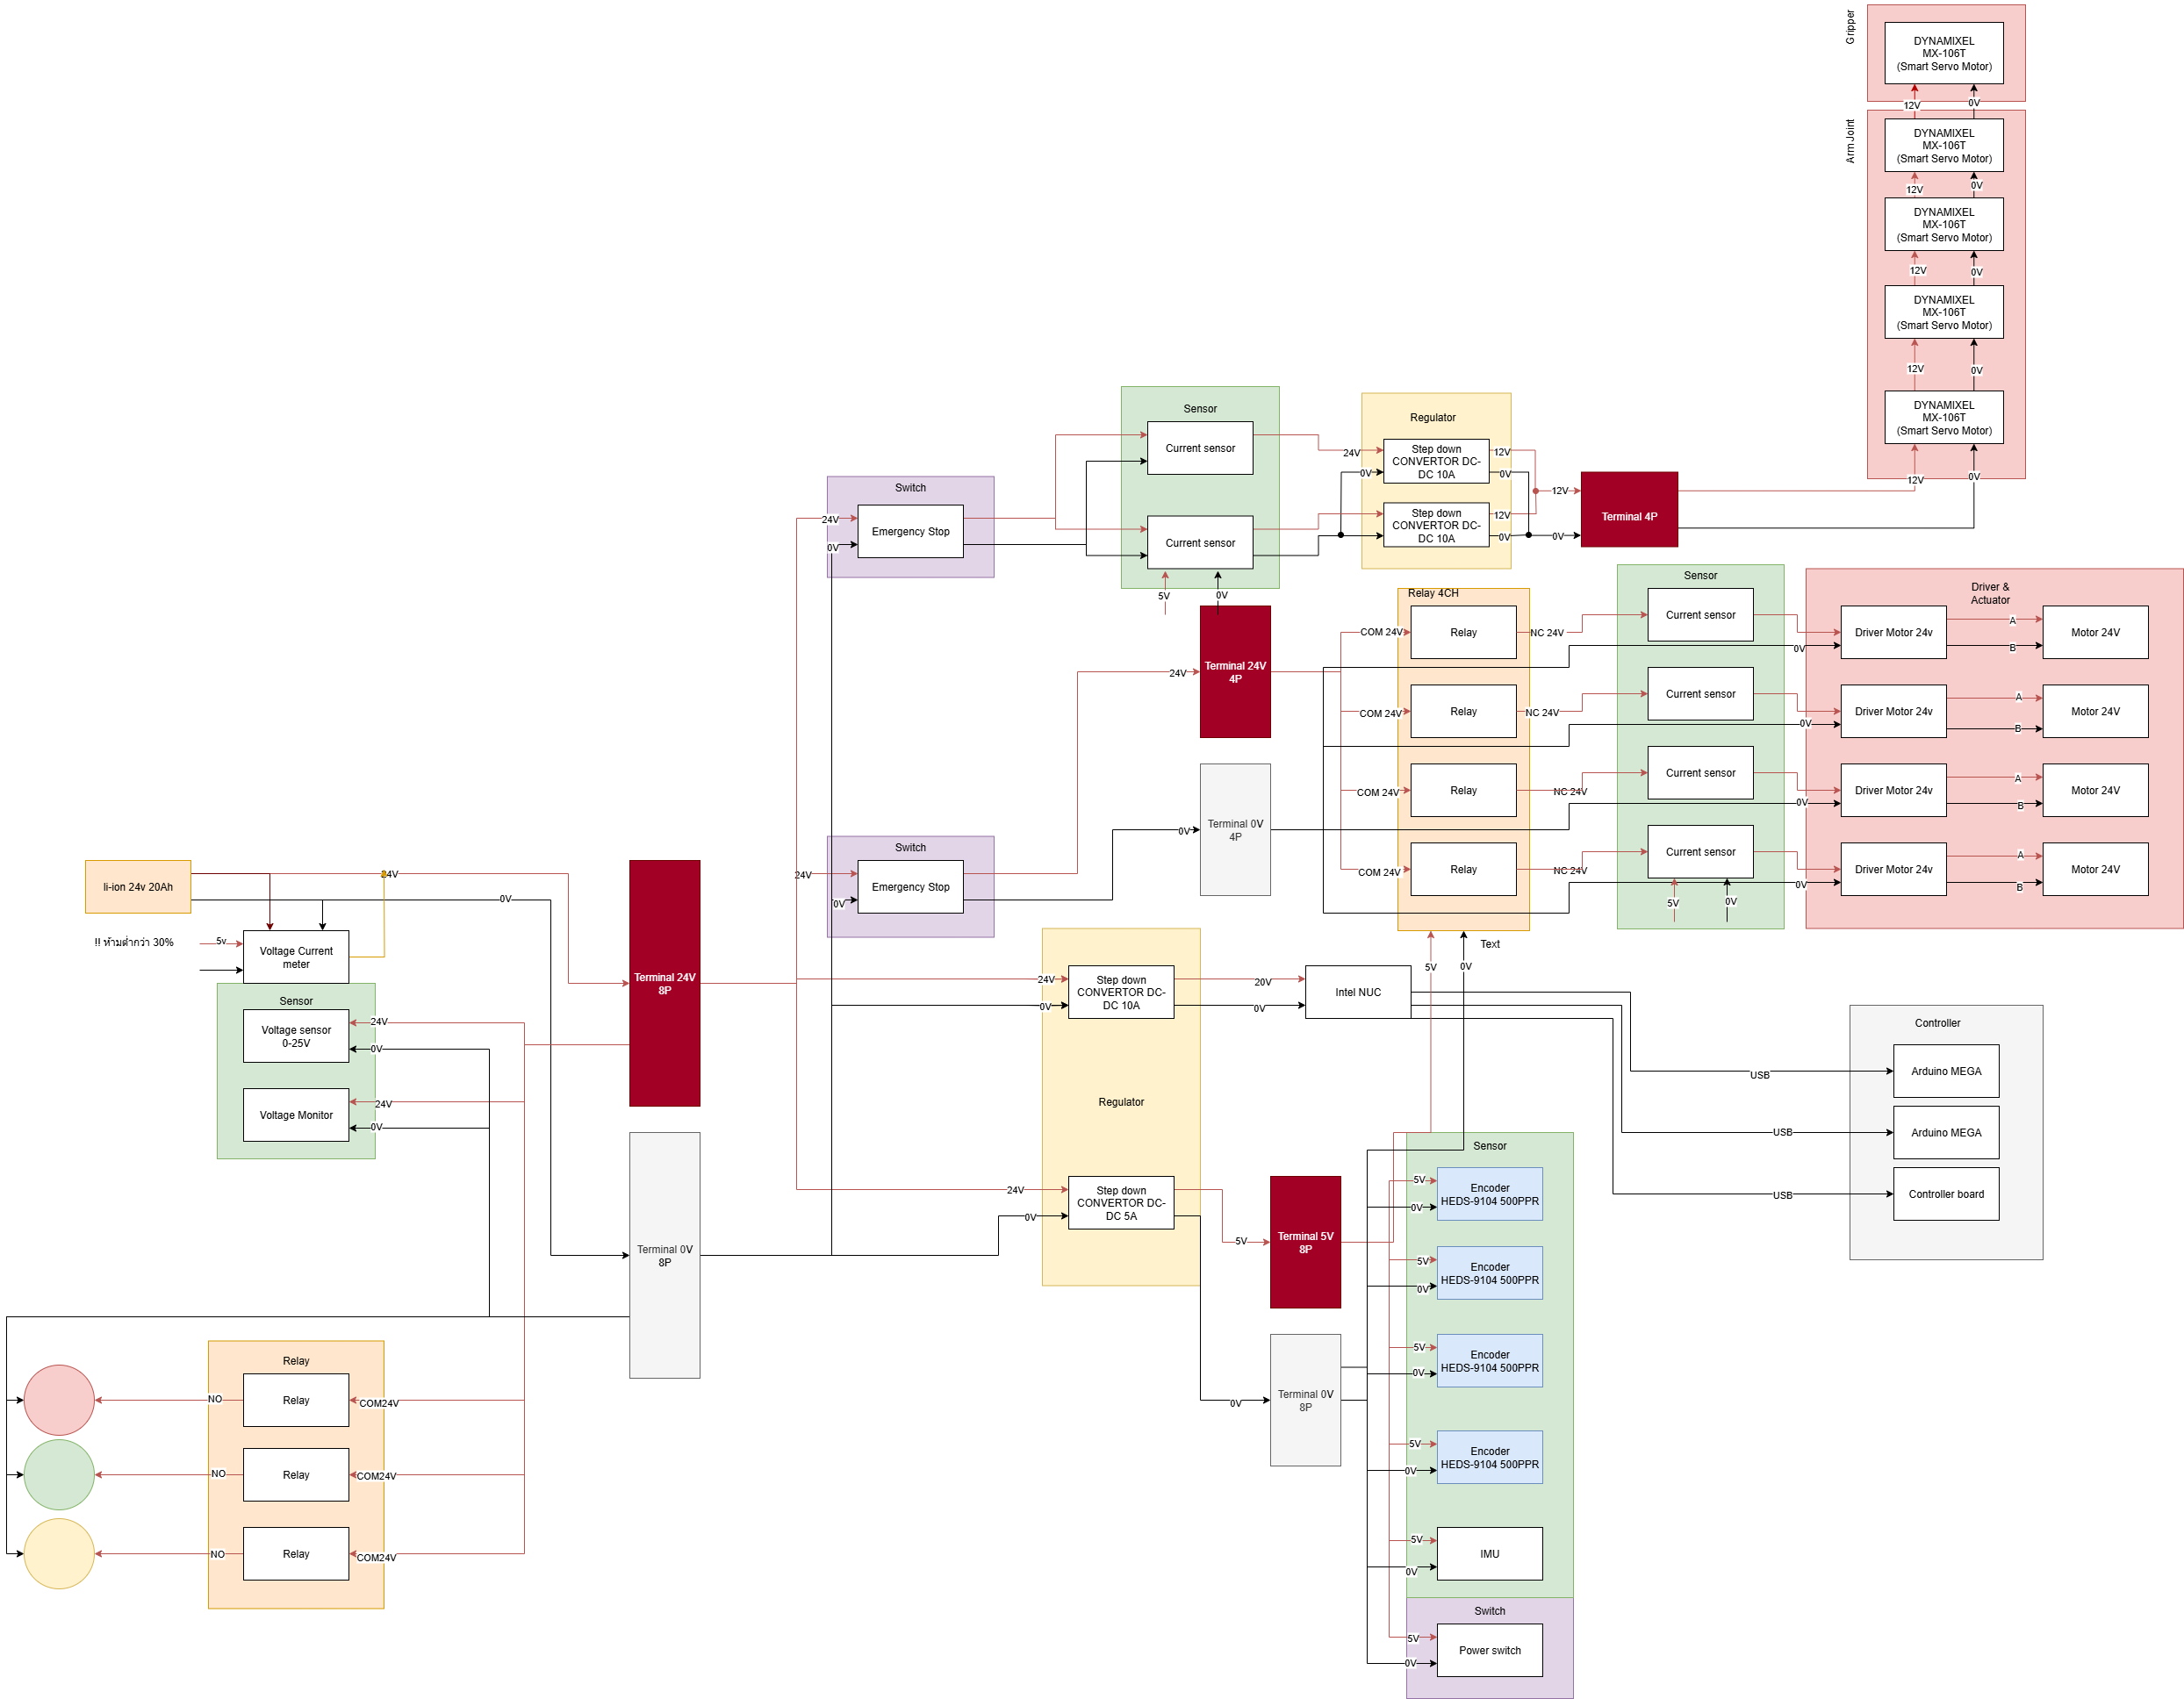 Gripper
DYNAMIXEL
MX-106T
(Smart Servo Motor)
12V
0V
Arm Joint
DYNAMIXEL
MX-106T
(Smart Servo Motor)
12V
0V
DYNAMIXEL
MX-106T
(Smart Servo Motor)
12V
0V
DYNAMIXEL
MX-106T
(Smart Servo Motor)
12V
0V
DYNAMIXEL
MX-106T
(Smart Servo Motor)
12V
0V
Switch
24V
0V
Emergency Stop
Sensor
Current sensor
Current sensor
5V
0V
Regulator
24V
0V
Step down
CONVERTOR DC-
DC 10A
12V
0V
Step down
CONVERTOR DC-
DC 10A
12V
0V
12V
0V
Terminal 4P
Switch
24V
0V
Emergency Stop
24V
Terminal 24V
4P
0V
Terminal 0V
4P
Relay 4CH
COM 24V
Relay
NC 24V
COM 24V
Relay
NC 24V
COM 24V
Relay
NC 24V
COM 24V
Relay
NC 24V
5V
0V
Text
Sensor
Current sensor
Current sensor
Current sensor
Current sensor
5V
0V
Driver &
Actuator
0V
Driver Motor 24v
A
B
Motor 24V
0V
Driver Motor 24v
A
B
Motor 24V
0V
Driver Motor 24v
A
B
Motor 24V
0V
Driver Motor 24v
A
B
Motor 24V
li-ion 24v 20Ah
24V
0V
!! ห้ามต่ำกว่า 30%
5v
Voltage Current
meter
Sensor
Voltage sensor
0-25V
24V
0V
Voltage Monitor
24V
0V
Terminal 24V
8P
Terminal 0V
8P
Regulator
24V
0V
Step down
CONVERTOR DC-
DC 10A
20V
0V
Intel NUC
24V
0V
Step down
CONVERTOR DC-
DC 5A
5V
Terminal 5V
8P
0V
Terminal 0V
8P
Controller
USB
Arduino MEGA
USB
Arduino MEGA
USB
Controller board
Sensor
5V
0V
Encoder
HEDS-9104 500PPR
5V
0V
Encoder
HEDS-9104 500PPR
5V
0V
Encoder
HEDS-9104 500PPR
5V
0V
Encoder
HEDS-9104 500PPR
5V
0V
IMU
Switch
5V
0V
Power switch
Relay
NO
Relay
COM24V
NO
Relay
COM24V
NO
Relay
COM24V